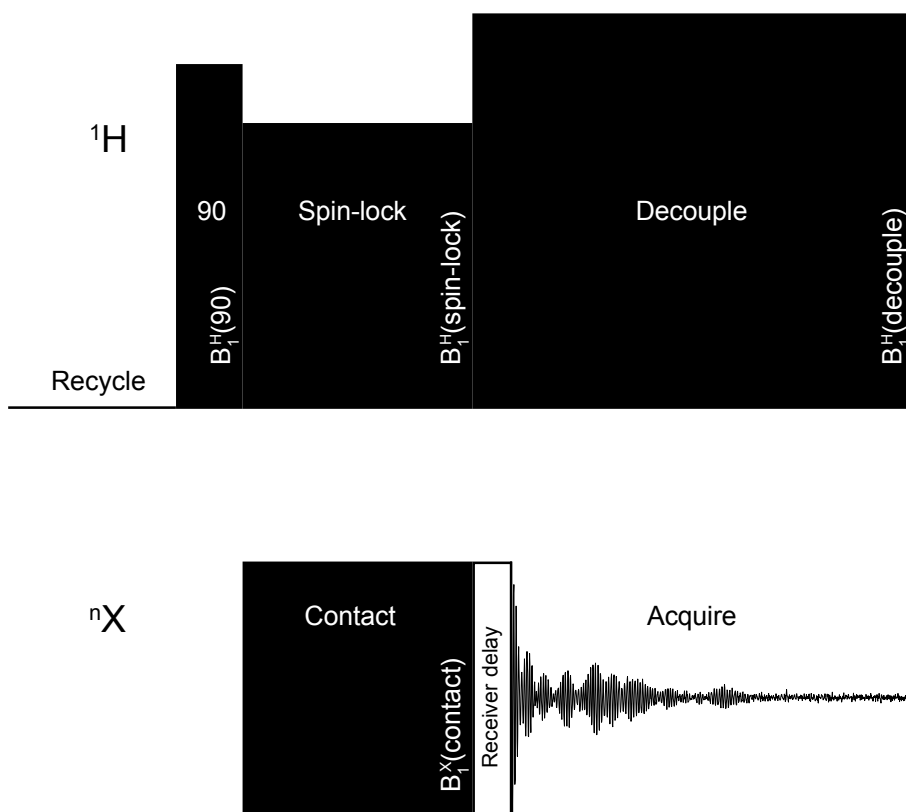 ¹H
90
Spin-lock
Decouple
B₁ᴴ(90)
B₁ᴴ(spin-lock)
B₁ᴴ(decouple)
Recycle
ⁿX
Contact
B₁ˣ(contact)
Receiver delay
Acquire